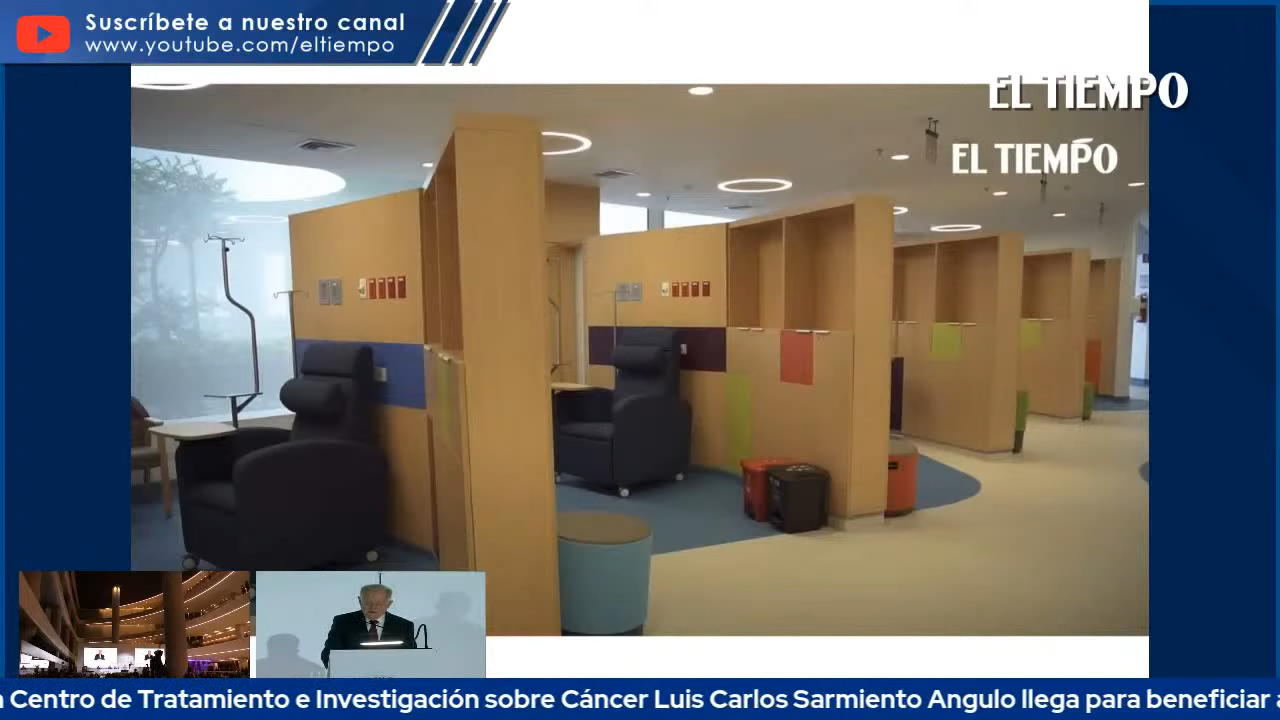 Suscríbete a nuestro canal
www.youtube.com/eltiempo
EL TIEMPO
EL TIEMPO
Centro de Tratamiento e Investigación sobre Cáncer Luis Carlos Sarmiento Angulo llega para beneficiar